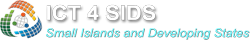 ICT 4 SIDS
Small Islands and Developing States